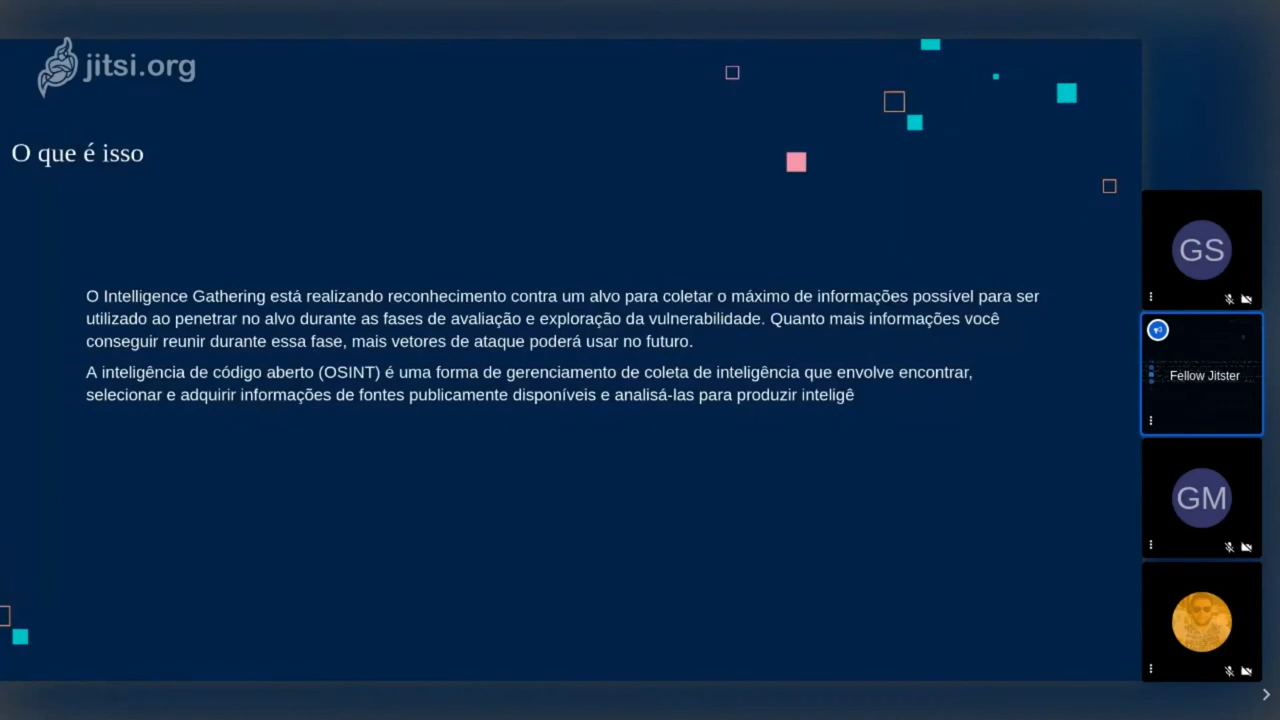 jitsi.org
O que é isso
O Intelligence Gathering está realizando reconhecimento contra um alvo para coletar o máximo de informações possível para ser
utilizado ao penetrar no alvo durante as fases de avaliação e exploração da vulnerabilidade. Quanto mais informações você
conseguir reunir durante essa fase, mais vetores de ataque poderá usar no futuro.
A inteligência de código aberto (OSINT) é uma forma de gerenciamento de coleta de inteligência que envolve encontrar,
selecionar e adquirir informações de fontes publicamente disponíveis e analisá-las para produzir inteligê
GS
Fellow Jitster
GM